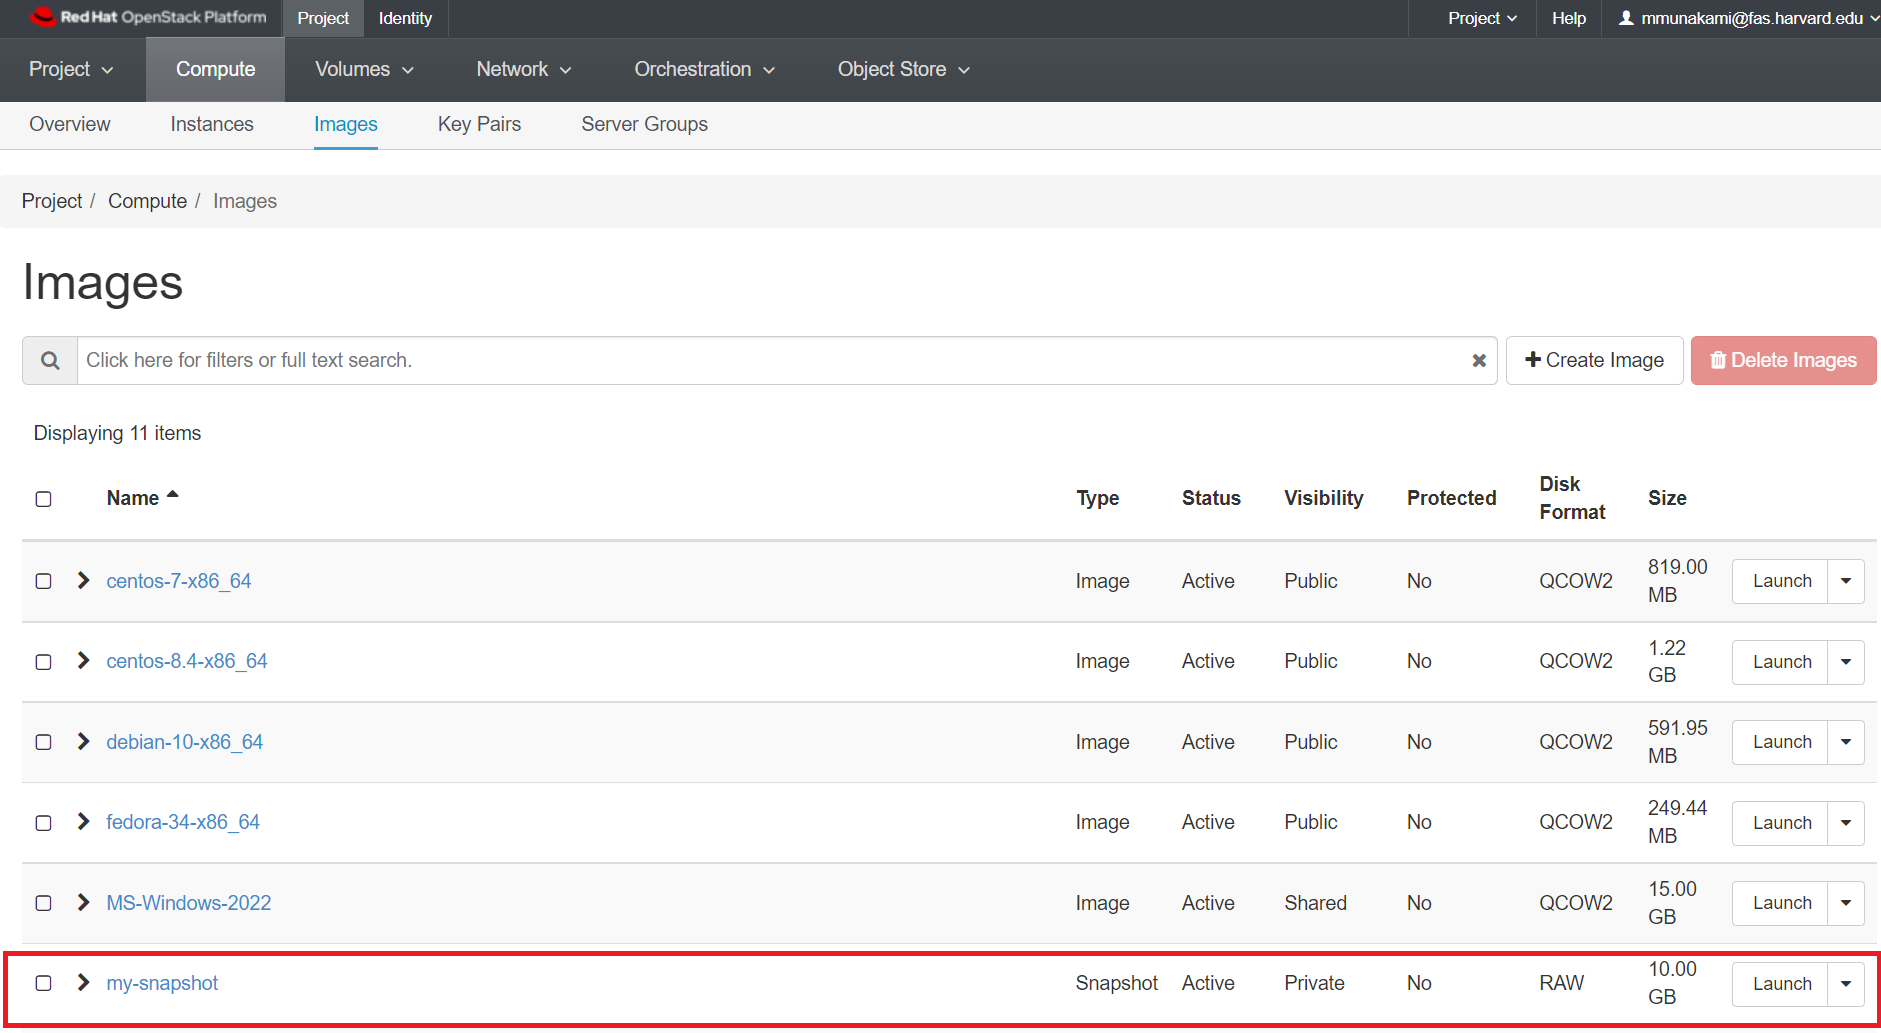 Red Hat OpenStack Platform Project Identity Project Help mmunakami@fas.harvard.edu
Project Compute Volumes Network Orchestration Object Store
Overview Instances Images Key Pairs Server Groups
Project / Compute / Images
Images
Click here for filters or full text search. Create Image Delete Images
Displaying 11 items
Name Type Status Visibility Protected Disk Format Size
centos-7-x86_64 Image Active Public No QCOW2 819.00 MB Launch
centos-8.4-x86_64 Image Active Public No QCOW2 1.22 GB Launch
debian-10-x86_64 Image Active Public No QCOW2 591.95 MB Launch
fedora-34-x86_64 Image Active Public No QCOW2 249.44 MB Launch
MS-Windows-2022 Image Active Shared No QCOW2 15.00 GB Launch
my-snapshot Snapshot Active Private No RAW 10.00 GB Launch